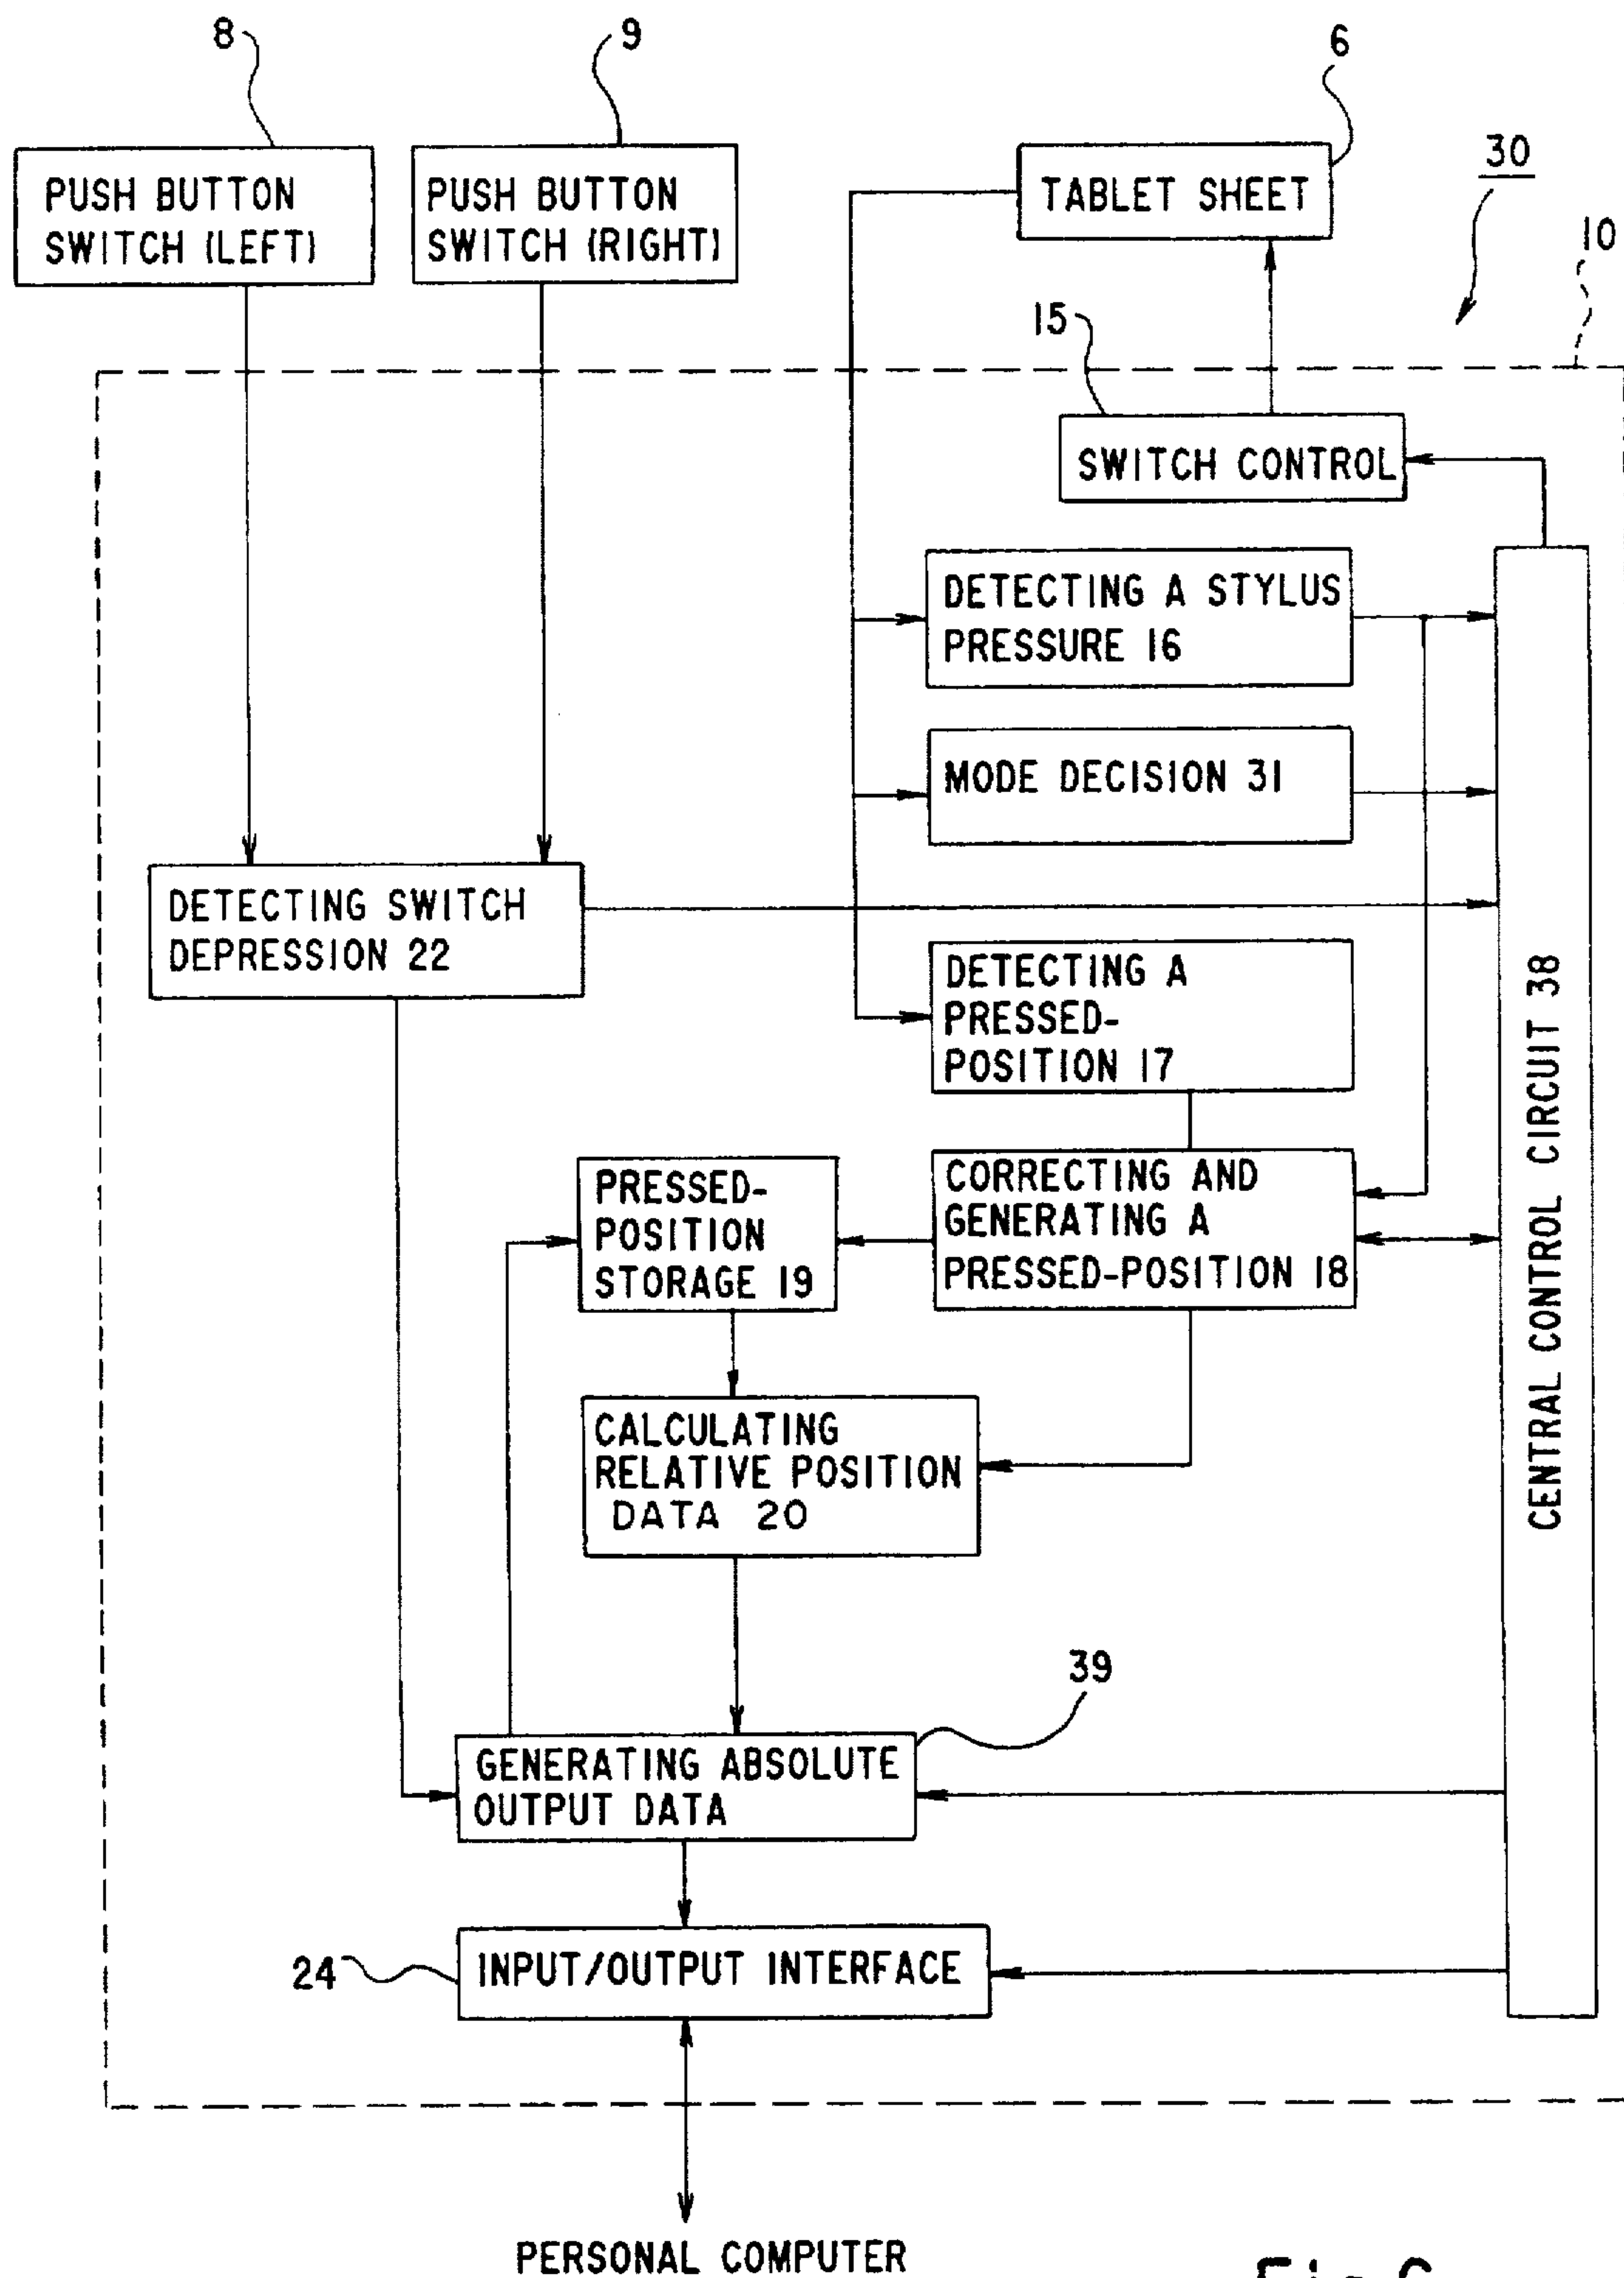 8
9
6
30
10
PUSH BUTTON
SWITCH (LEFT)
PUSH BUTTON
SWITCH (RIGHT)
TABLET SHEET
15
SWITCH CONTROL
DETECTING A STYLUS
PRESSURE 16
MODE DECISION 31
DETECTING SWITCH
DEPRESSION 22
DETECTING A
PRESSED-
POSITION 17
CENTRAL CONTROL CIRCUIT 38
PRESSED-
POSITION
STORAGE 19
CORRECTING AND
GENERATING A
PRESSED-POSITION 18
CALCULATING
RELATIVE POSITION
DATA 20
39
GENERATING ABSOLUTE
OUTPUT DATA
24
INPUT/OUTPUT INTERFACE
PERSONAL COMPUTER